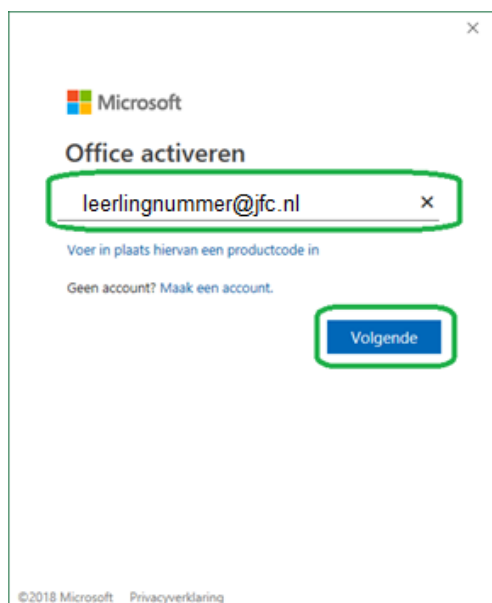 Microsoft
Office activeren
leerlingnummer@jfc.nl
Voer in plaats hiervan een productcode in
Geen account? Maak een account.
Volgende
©2018 Microsoft Privacyverklaring